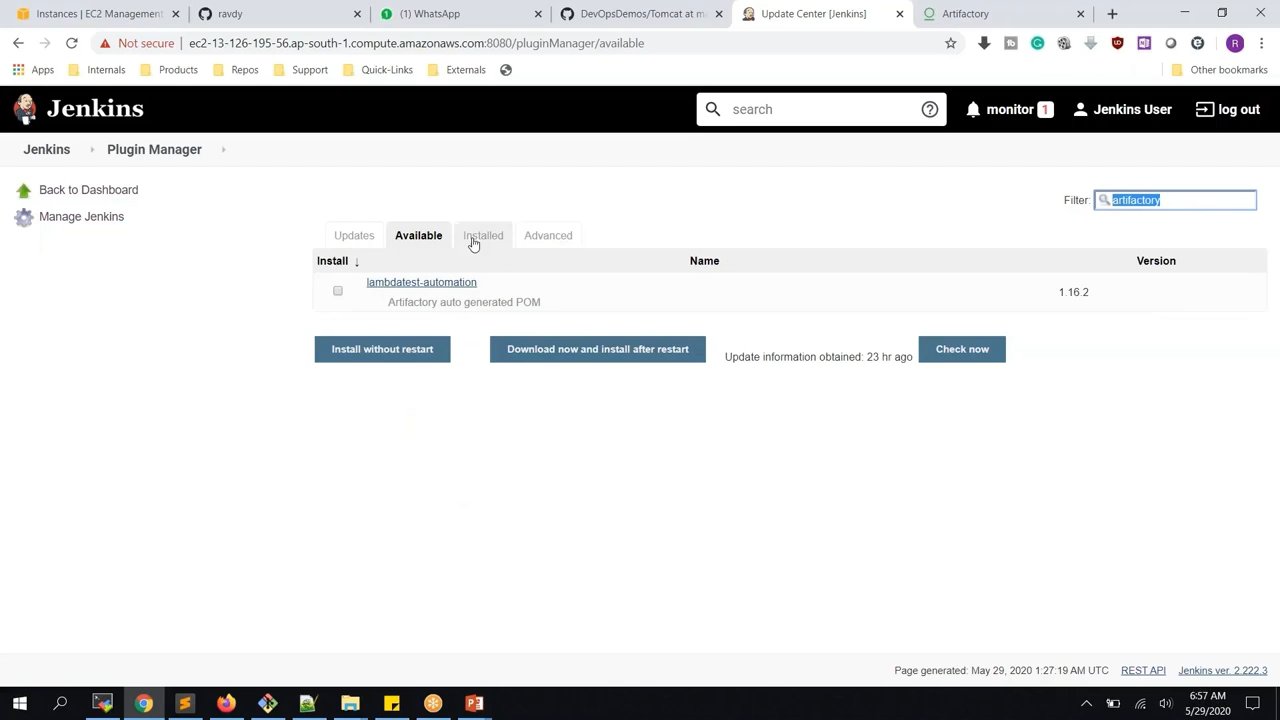 Instances | EC2 Management
ravdy
(1) WhatsApp
DevOpsDemos/Tomcat at m
Update Center [Jenkins]
Artifactory
Not secure | ec2-13-126-195-56.ap-south-1.compute.amazonaws.com:8080/pluginManager/available
Apps
Internals
Products
Repos
Support
Quick-Links
Externals
Other bookmarks
Jenkins
search
monitor 1
Jenkins User
log out
Jenkins
Plugin Manager
Back to Dashboard
Manage Jenkins
Filter: artifactory
Updates
Available
Installed
Advanced
Install ↓
Name
Version
lambdatest-automation
Artifactory auto generated POM
1.16.2
Install without restart
Download now and install after restart
Update information obtained: 23 hr ago
Check now
Page generated: May 29, 2020 1:27:19 AM UTC
REST API
Jenkins ver. 2.222.3
6:57 AM
5/29/2020